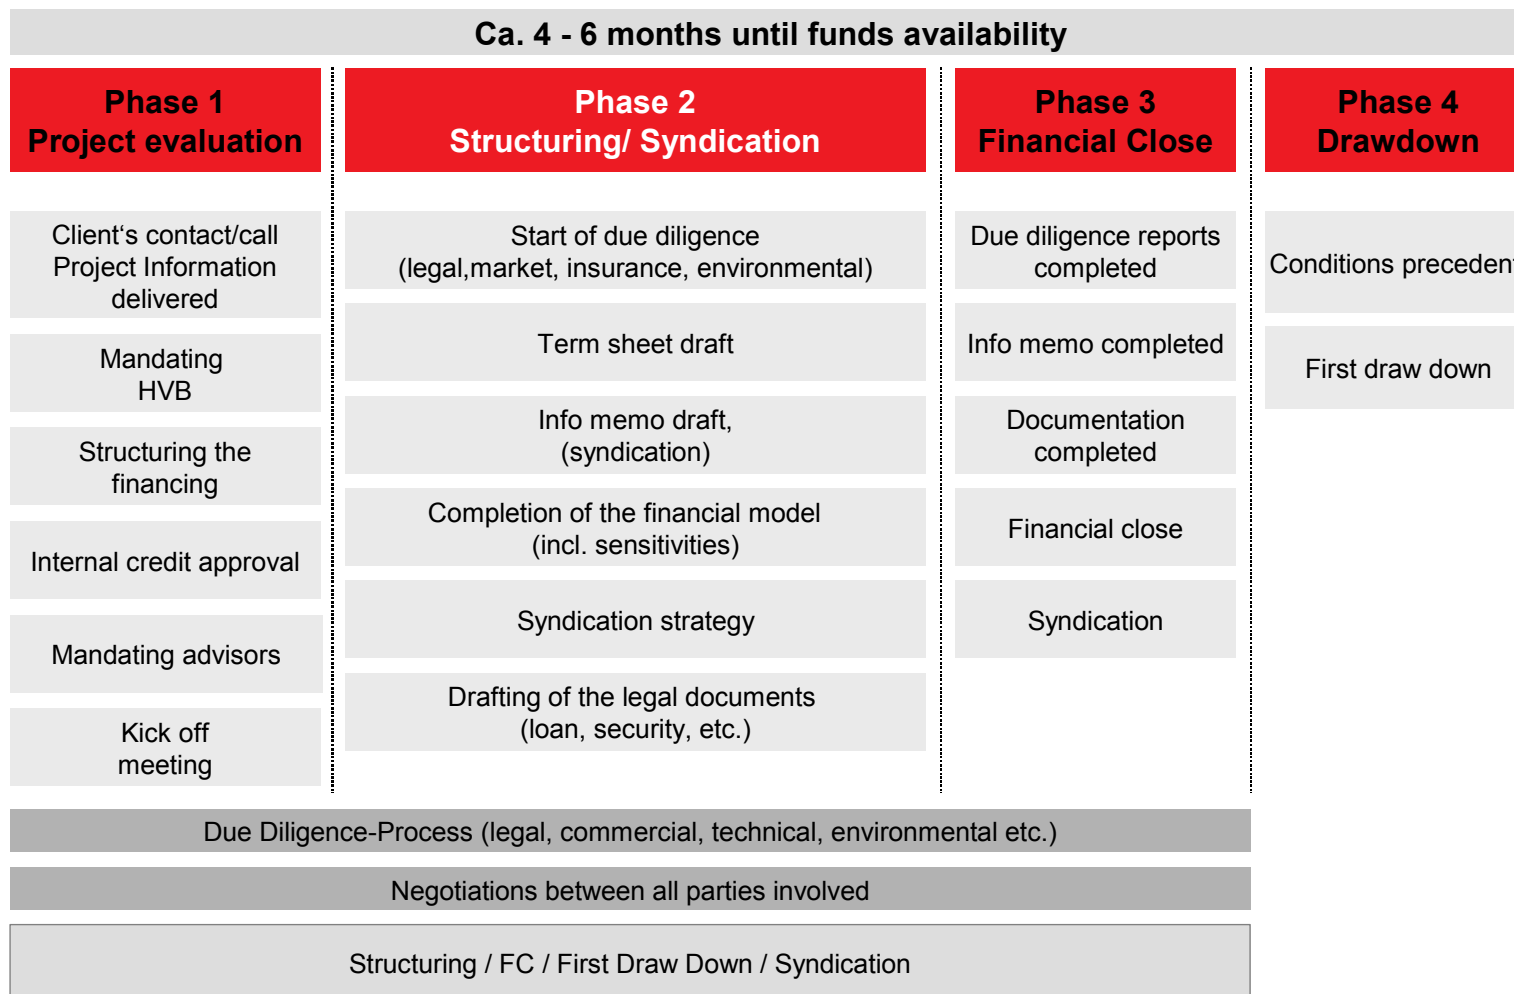 Ca. 4 - 6 months until funds availability
Phase 1
Project evaluation
Client‘s contact/call
Project Information
delivered
Mandating
HVB
Structuring the
financing
Internal credit approval
Mandating advisors
Kick off
meeting
Phase 2
Structuring/ Syndication
Start of due diligence
(legal,market, insurance, environmental)
Term sheet draft
Info memo draft,
(syndication)
Completion of the financial model
(incl. sensitivities)
Syndication strategy
Drafting of the legal documents
(loan, security, etc.)
Phase 3
Financial Close
Due diligence reports
completed
Info memo completed
Documentation
completed
Financial close
Syndication
Phase 4
Drawdown
Conditions precedent
First draw down
Due Diligence-Process (legal, commercial, technical, environmental etc.)
Negotiations between all parties involved
Structuring / FC / First Draw Down / Syndication